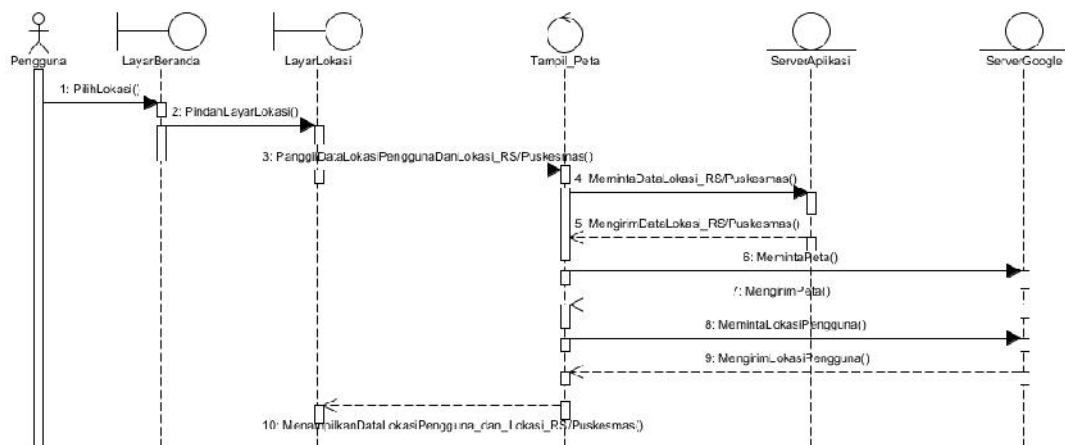 Pengguna
LayarBeranda
LayarLokasi
Tampil_Peta
ServerAplikasi
ServerGoogle
1: PilihLokasi()
2: PindahLayarLokasi()
3: PanggilDataLokasiPenggunaDanLokasi_RS/Puskesmas()
4 MemintaDataLokasi_RS/Puskesmas()
5 MengirimDataLokasi_RS/Puskesmas()
6: MemintaPeta()
7: MengirimPeta()
8: MemintaLokasiPengguna()
9: MengirimLokasiPengguna()
10: MenampilkanDataLokasiPengguna_dan_Lokasi_RS/Puskesmas()